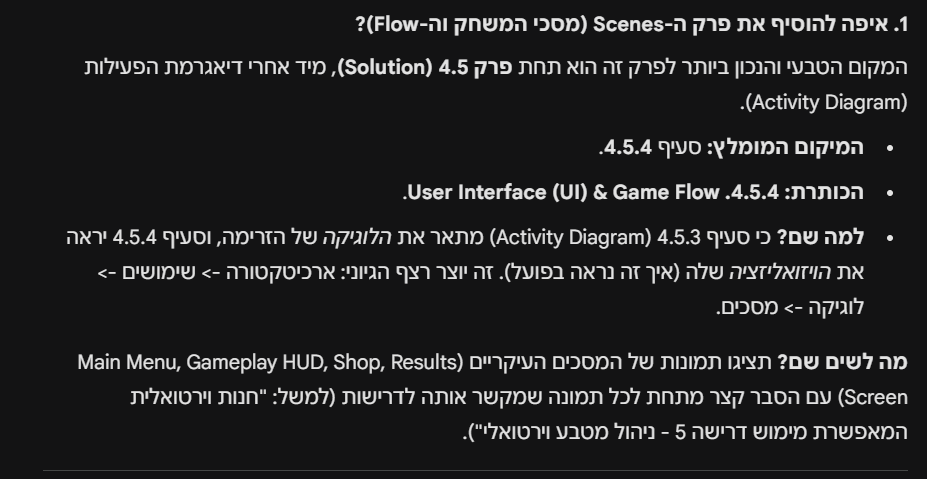 1. איפה להוסיף את פרק ה-Scenes (מסכי המשחק וה-Flow)?
המקום הטבעי והנכון ביותר לפרק זה הוא תחת פרק 4.5 (Solution), מיד אחרי דיאגרמת הפעילות
(Activity Diagram).
• המיקום המומלץ: סעיף 4.5.4.
• הכותרת: 4.5.4. User Interface (UI) & Game Flow.
• למה שם? כי סעיף 4.5.3 (Activity Diagram) מתאר את הלוגיקה של הזרימה, וסעיף 4.5.4 יראה
את הויזואליזציה שלה (איך זה נראה בפועל). זה יוצר רצף הגיוני: ארכיטקטורה -> שימושים ->
לוגיקה -> מסכים.
מה לשים שם? תציגו תמונות של המסכים העיקריים (Main Menu, Gameplay HUD, Shop, Results
Screen) עם הסבר קצר מתחת לכל תמונה שמקשר אותה לדרישות (למשל: "חנות וירטואלית
המאפשרת מימוש דרישה 5 - ניהול מטבע וירטואלי").